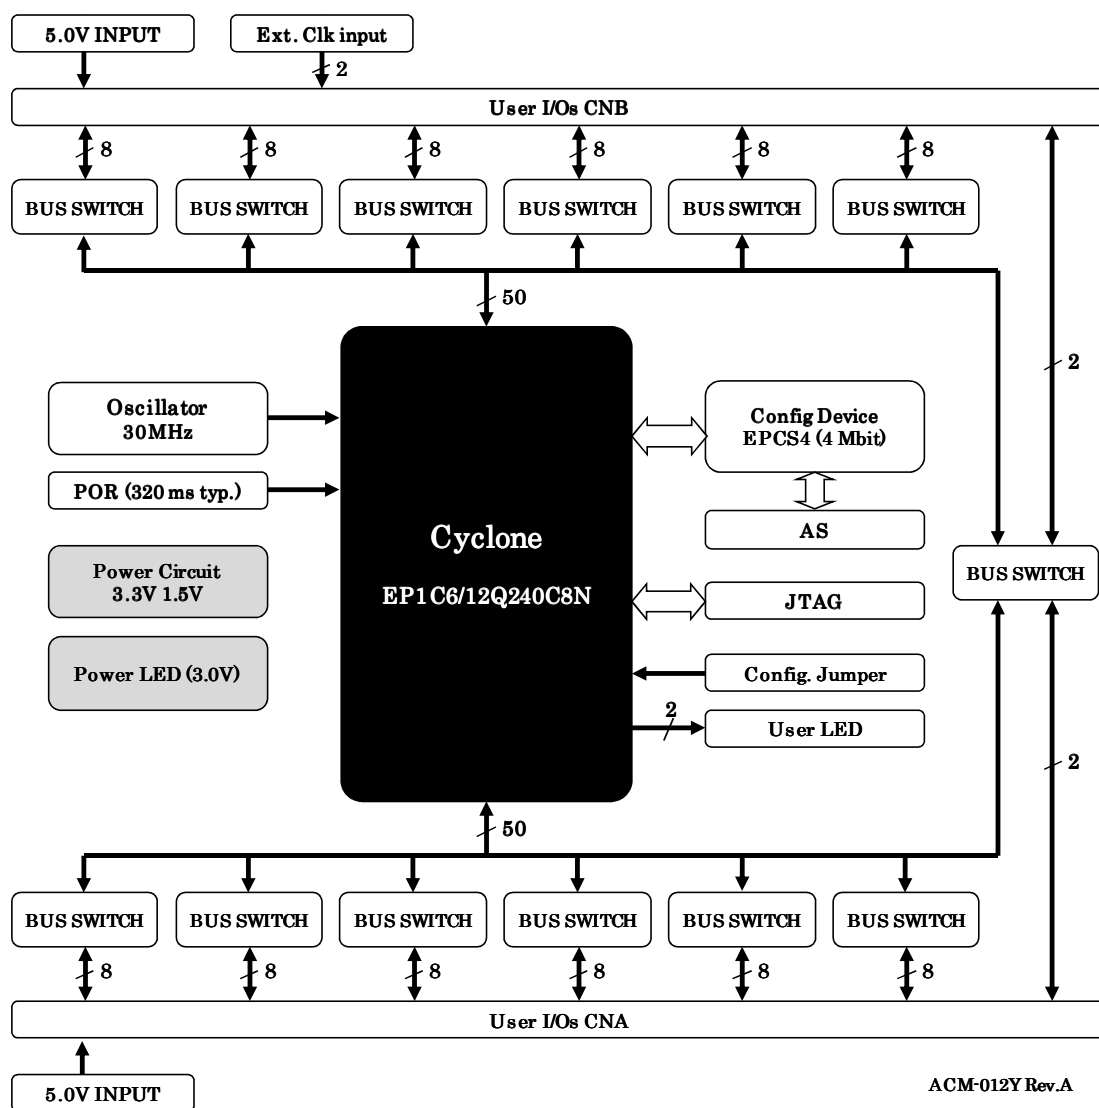 5.0V INPUT
Ext. Clk input
2
User I/Os CNB
8 8 8 8 8 8
BUS SWITCH BUS SWITCH BUS SWITCH BUS SWITCH BUS SWITCH BUS SWITCH
50
2
Oscillator
30MHz
Config Device
EPCS4 (4 Mbit)
POR (320 ms typ.)
AS
Cyclone
EP1C6/12Q240C8N
Power Circuit
3.3V 1.5V
BUS SWITCH
JTAG
Power LED (3.0V)
Config. Jumper
2
User LED
2
50
BUS SWITCH BUS SWITCH BUS SWITCH BUS SWITCH BUS SWITCH BUS SWITCH
8 8 8 8 8 8
User I/Os CNA
5.0V INPUT
ACM-012Y Rev.A